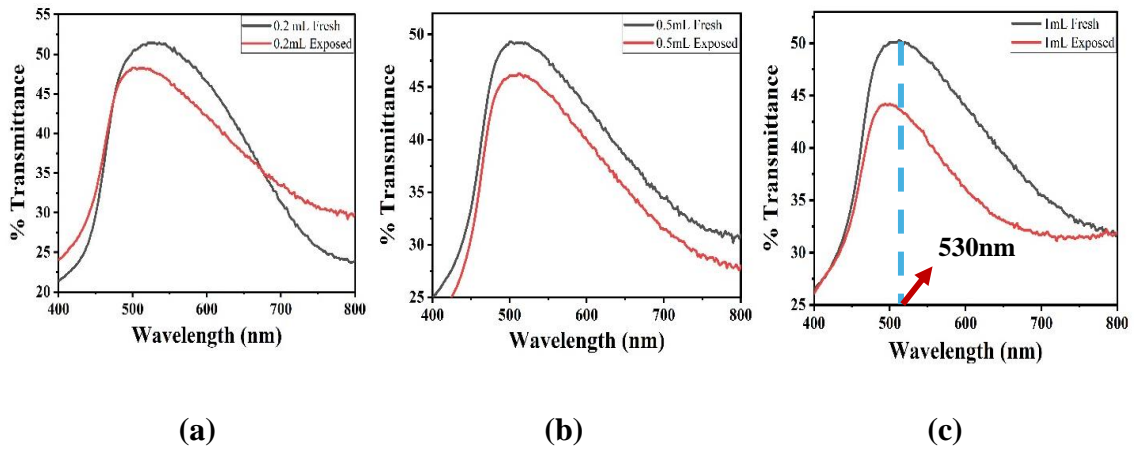 55
50
45
40
35
30
25
20
% Transmittance
0.2 mL Fresh
0.2mL Exposed
400 500 600 700 800
Wavelength (nm)
(a)
50
45
40
35
30
25
% Transmittance
0.5mL Fresh
0.5mL Exposed
400 500 600 700 800
Wavelength (nm)
(b)
50
45
40
35
30
25
% Transmittance
1mL Fresh
1mL Exposed
530nm
400 500 600 700 800
Wavelength (nm)
(c)